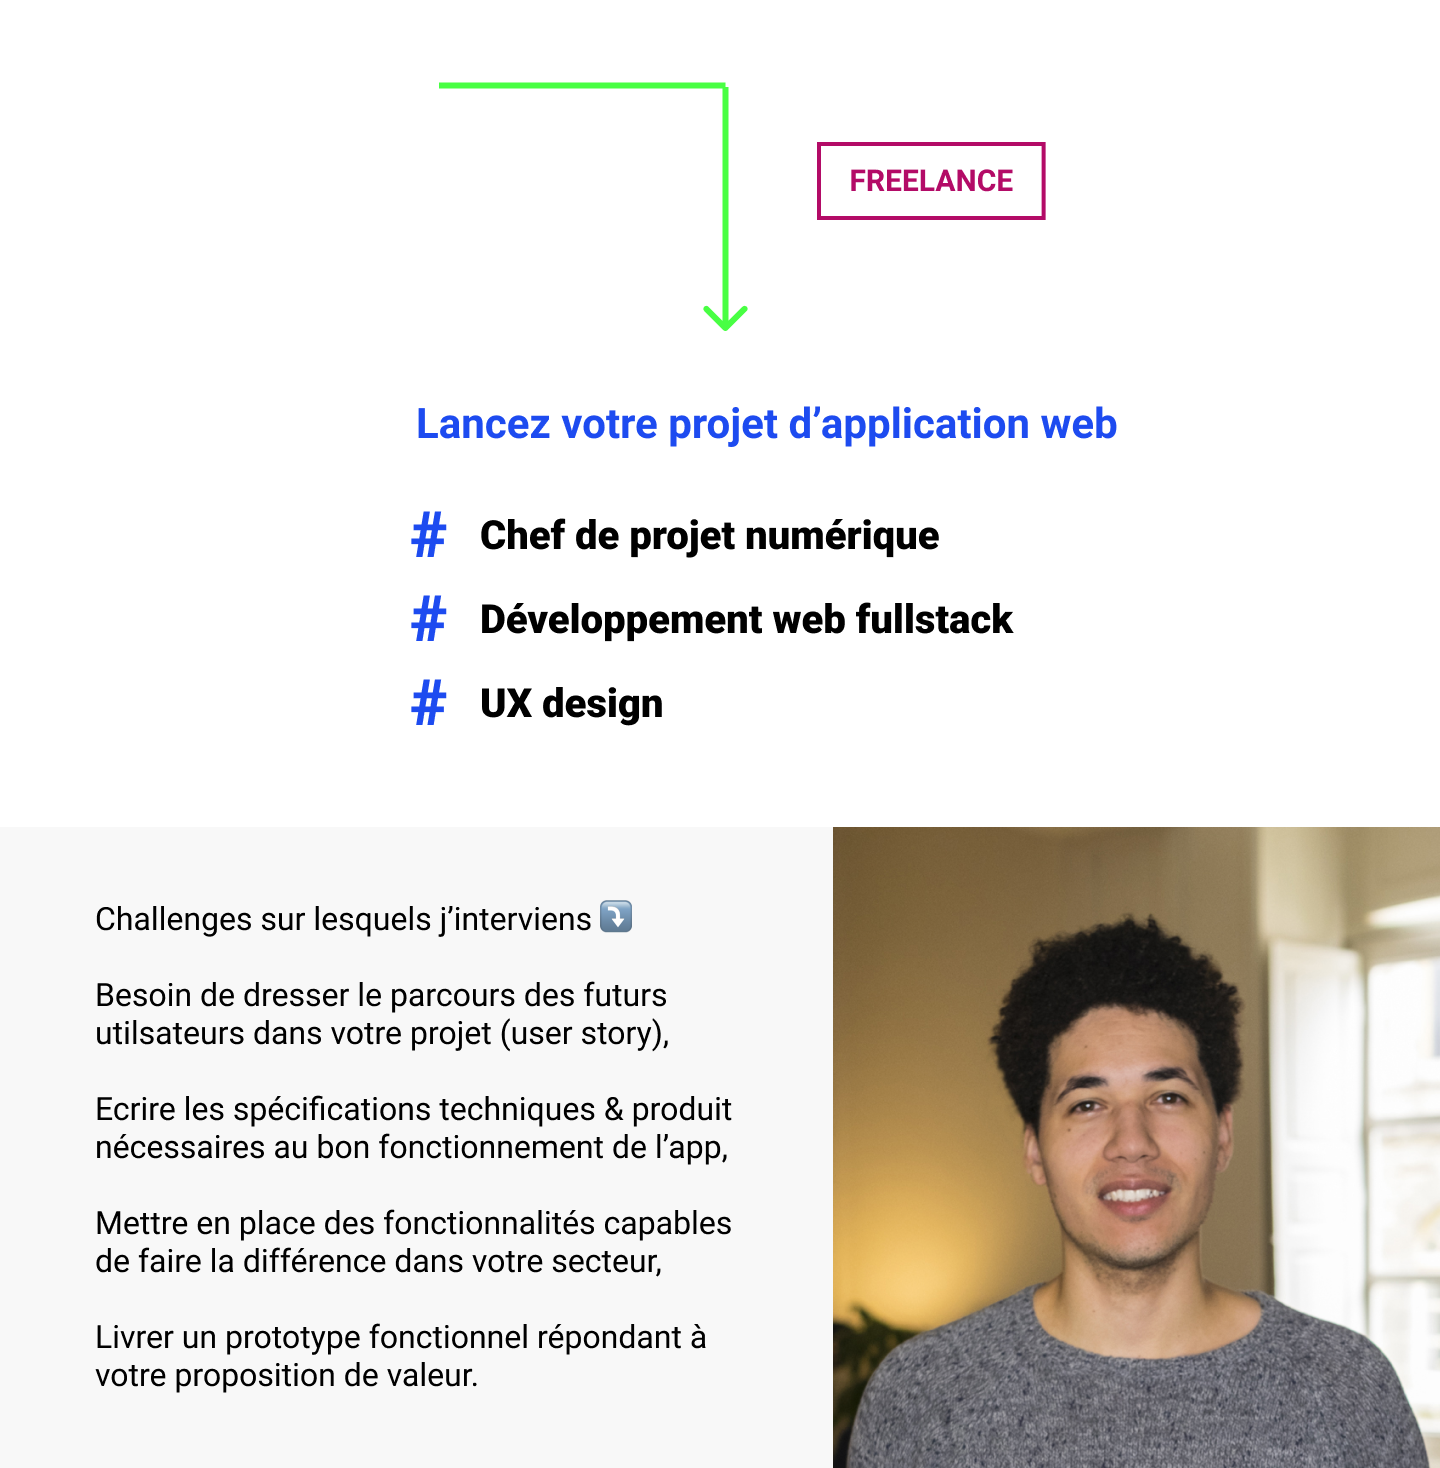 FREELANCE
Lancez votre projet d’application web
# Chef de projet numérique
# Développement web fullstack
# UX design
Challenges sur lesquels j’interviens ⤵️
Besoin de dresser le parcours des futurs
utilsateurs dans votre projet (user story),
Ecrire les spécifications techniques & produit
nécessaires au bon fonctionnement de l’app,
Mettre en place des fonctionnalités capables
de faire la différence dans votre secteur,
Livrer un prototype fonctionnel répondant à
votre proposition de valeur.